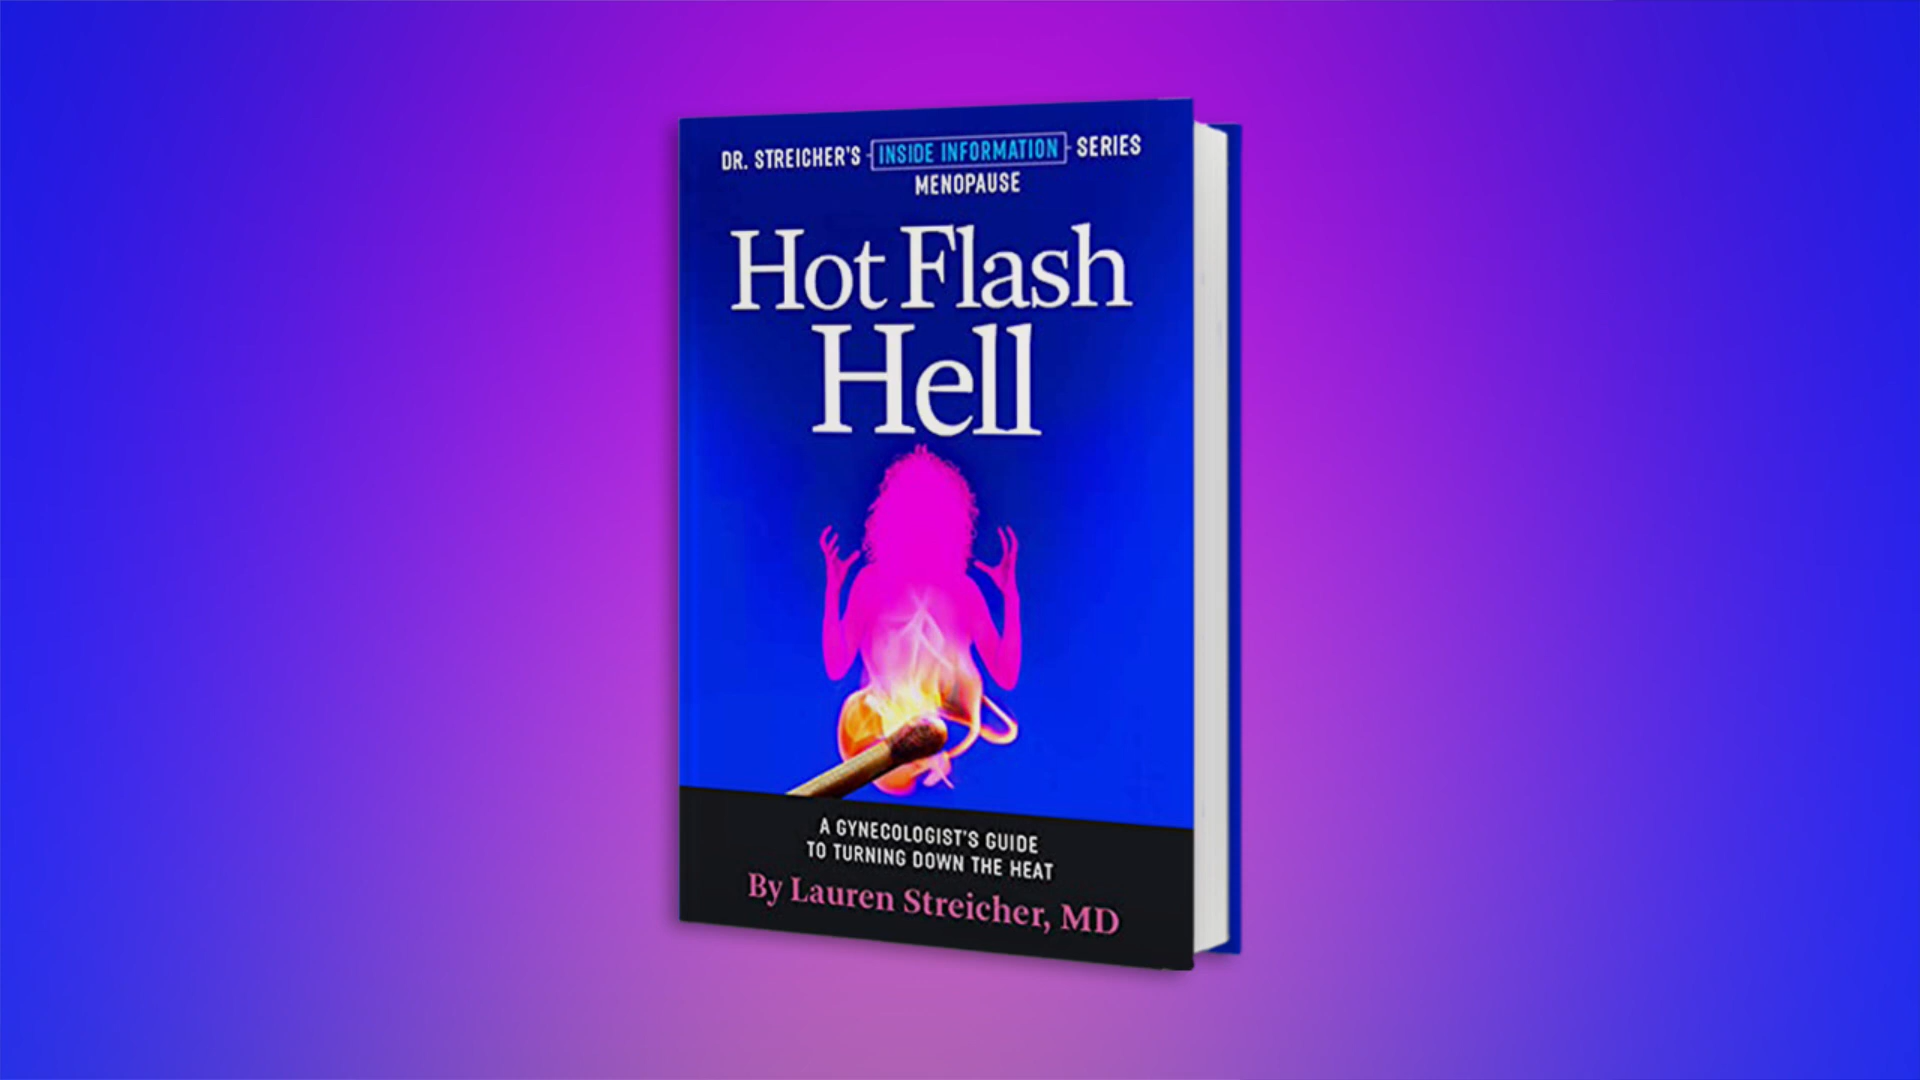 DR. STREICHER'S INSIDE INFORMATION SERIES
MENOPAUSE
Hot Flash
Hell
A GYNECOLOGIST'S GUIDE
TO TURNING DOWN THE HEAT
By Lauren Streicher, MD